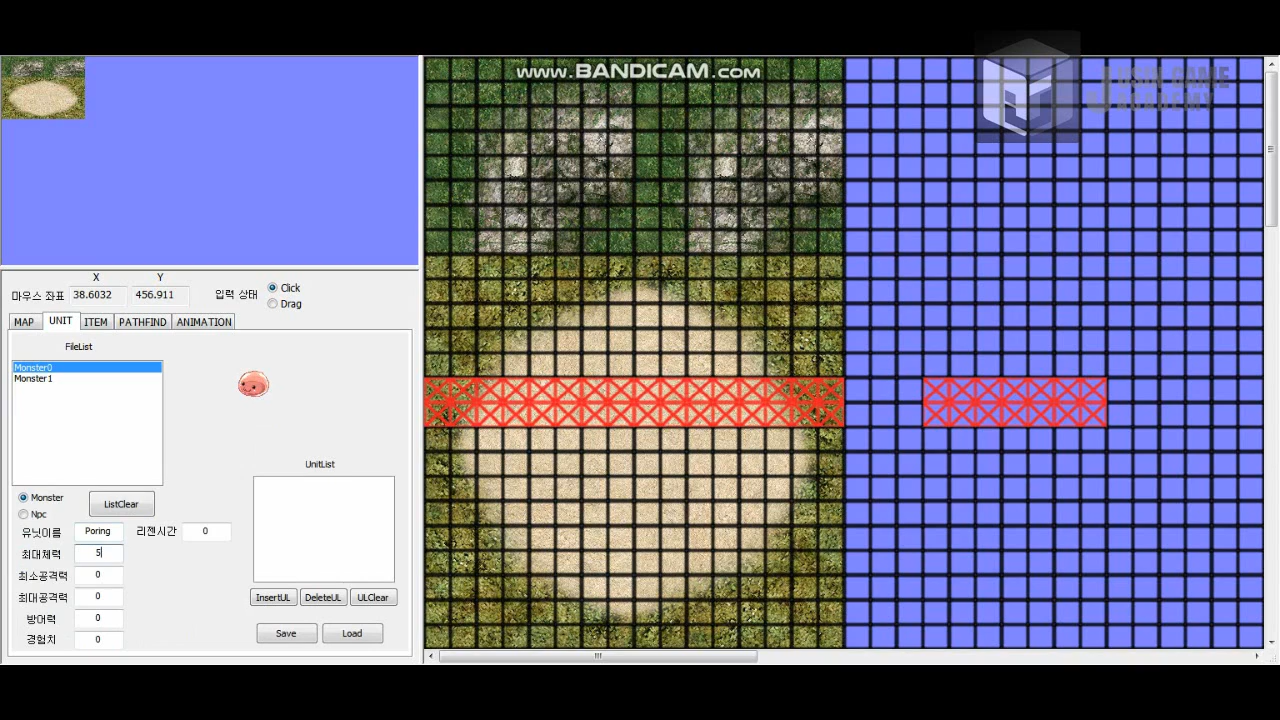 www.BANDICAM.com
JUSIN GAME
ACADEMY
X Y
마우스 좌표 38.6032 456.911 입력 상태 Click
Drag
MAP UNIT ITEM PATHFIND ANIMATION
FileList
Monster0
Monster1
UnitList
Monster ListClear
Npc
유닛이름 Poring 리젠시간 0
최대체력 5
최소공격력 0
최대공격력 0
InsertUL DeleteUL ULClear
방어력 0
경험치 0
Save Load